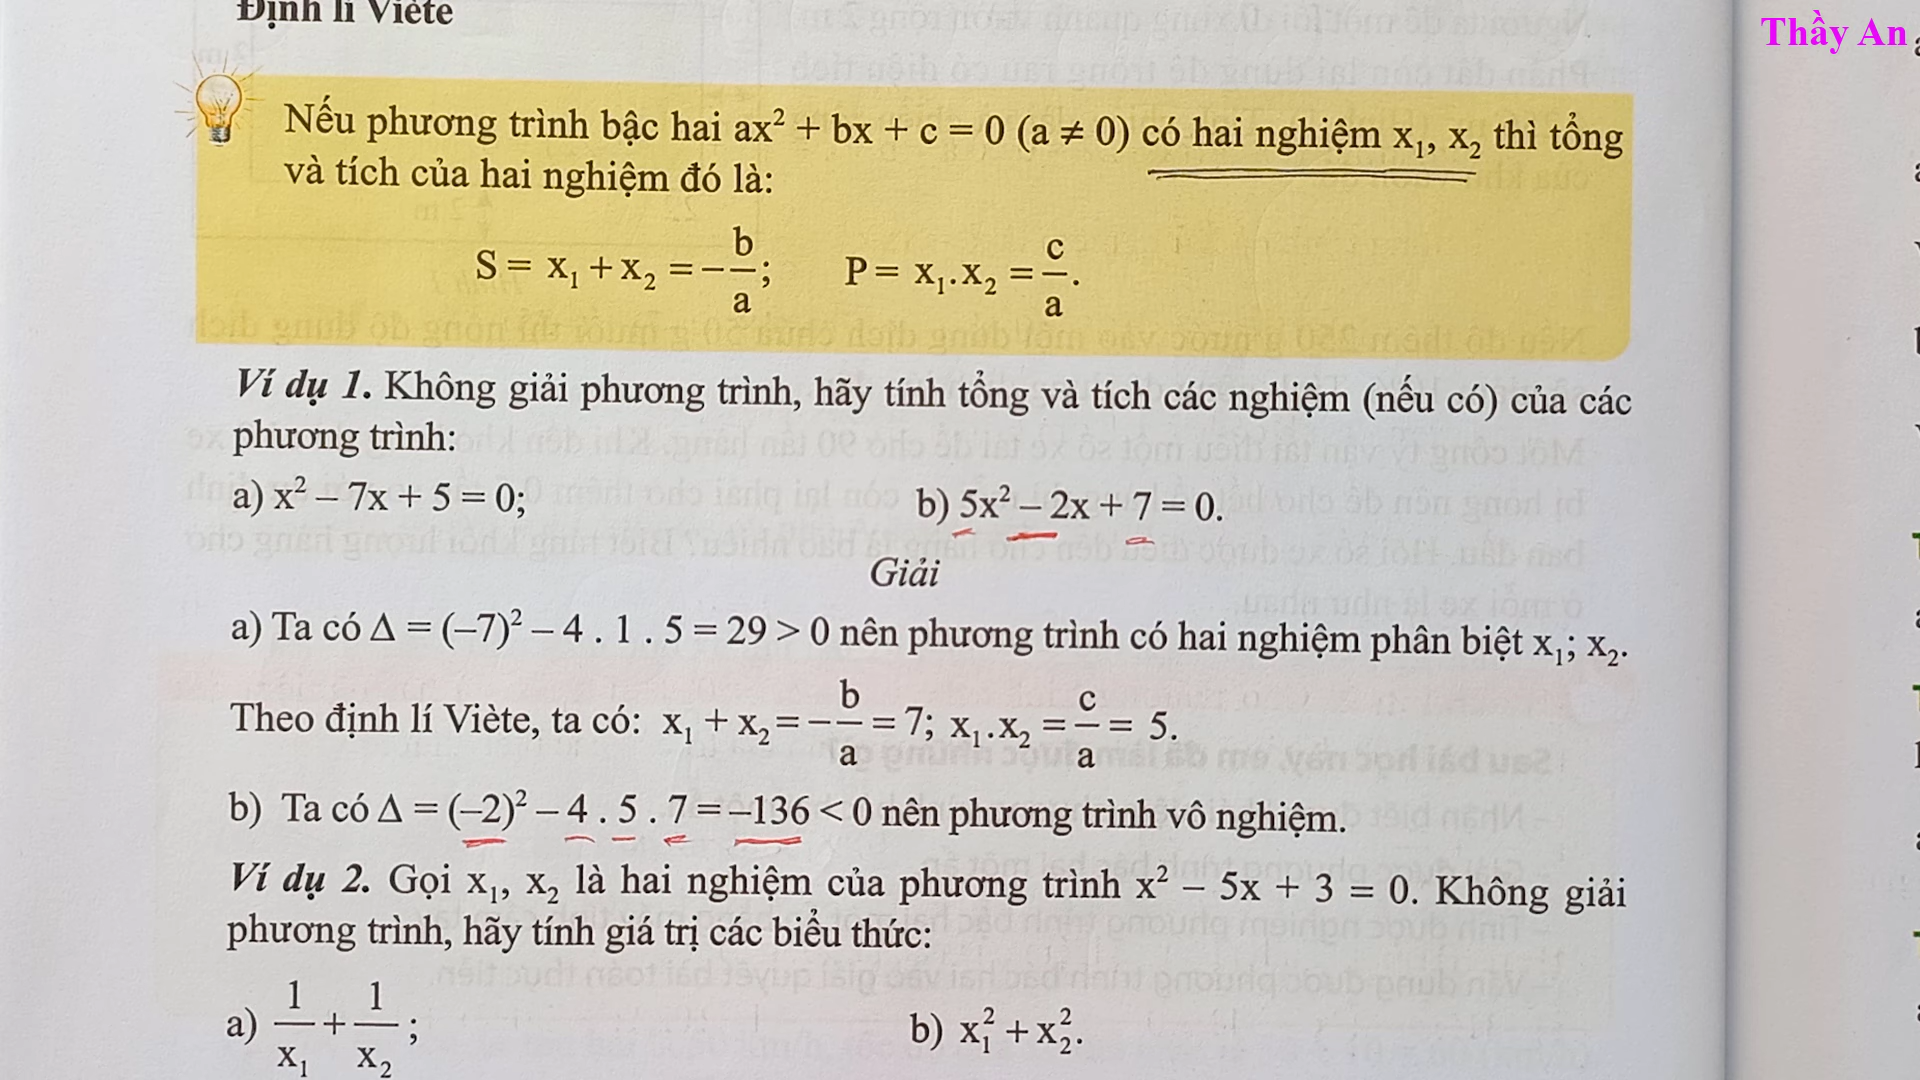 Định lí Viète
Thầy An
Nếu phương trình bậc hai ax² + bx + c = 0 (a ≠ 0) có hai nghiệm x₁, x₂ thì tổng
và tích của hai nghiệm đó là:
S = x₁ + x₂ = −b/a; P = x₁.x₂ = c/a.
Ví dụ 1. Không giải phương trình, hãy tính tổng và tích các nghiệm (nếu có) của các
phương trình:
a) x² – 7x + 5 = 0; b) 5x² – 2x + 7 = 0.
Giải
a) Ta có Δ = (–7)² – 4 . 1 . 5 = 29 > 0 nên phương trình có hai nghiệm phân biệt x₁; x₂.
Theo định lí Viète, ta có: x₁ + x₂ = −b/a = 7; x₁.x₂ = c/a = 5.
b) Ta có Δ = (–2)² – 4 . 5 . 7 = –136 < 0 nên phương trình vô nghiệm.
Ví dụ 2. Gọi x₁, x₂ là hai nghiệm của phương trình x² – 5x + 3 = 0. Không giải
phương trình, hãy tính giá trị các biểu thức:
a) 1/x₁ + 1/x₂; b) x₁² + x₂².